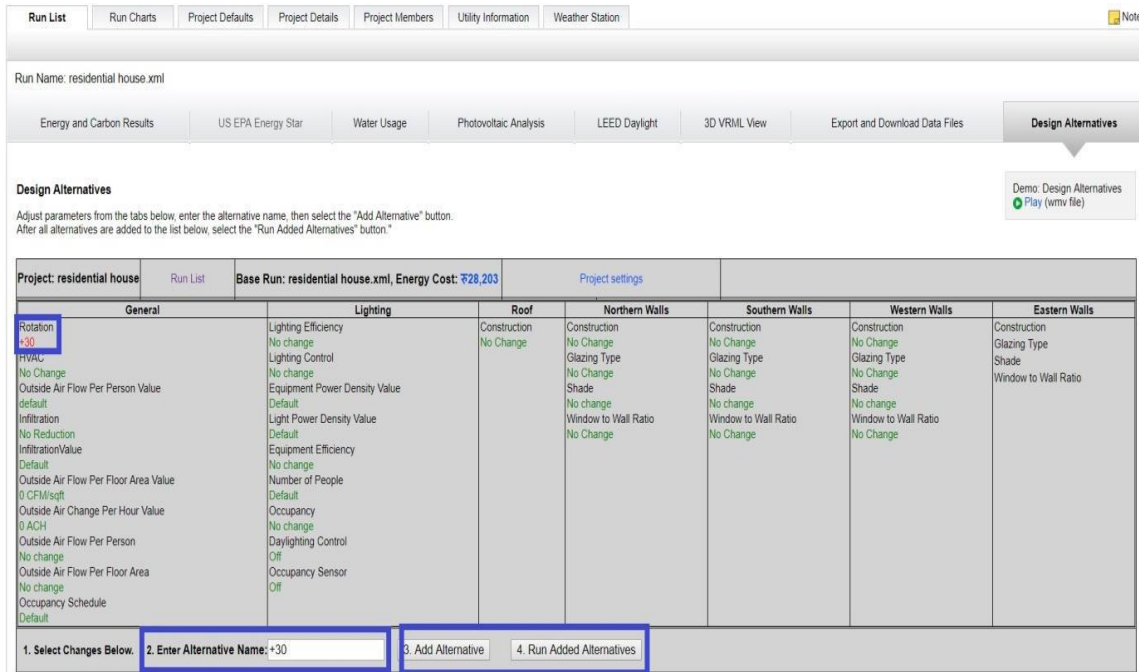 Run List Run Charts Project Defaults Project Details Project Members Utility Information Weather Station Note
Run Name: residential house.xml
Energy and Carbon Results US EPA Energy Star Water Usage Photovoltaic Analysis LEED Daylight 3D VRML View Export and Download Data Files Design Alternatives
Design Alternatives
Demo: Design Alternatives
Play (wmv file)
Adjust parameters from the tabs below, enter the alternative name, then select the "Add Alternative" button.
After all alternatives are added to the list below, select the "Run Added Alternatives" button."
Project: residential house Run List Base Run: residential house.xml, Energy Cost: ₹28,203 Project settings
General Lighting Roof Northern Walls Southern Walls Western Walls Eastern Walls
Rotation Lighting Efficiency Construction Construction Construction Construction Construction
+30 No change No Change No Change No Change No Change Glazing Type
HVAC Lighting Control Glazing Type Glazing Type Glazing Type Shade
No Change No change No Change No Change No Change Window to Wall Ratio
Outside Air Flow Per Person Value Equipment Power Density Value Shade Shade Shade
default Default No change No change No change
Infiltration Light Power Density Value Window to Wall Ratio Window to Wall Ratio Window to Wall Ratio
No Reduction Default No Change No Change No Change
InfiltrationValue Equipment Efficiency
Default No change
Outside Air Flow Per Floor Area Value Number of People
0 CFM/sqft Default
Outside Air Change Per Hour Value Occupancy
0 ACH No change
Outside Air Flow Per Person Daylighting Control
No change Off
Outside Air Flow Per Floor Area Occupancy Sensor
No change Off
Occupancy Schedule
Default
1. Select Changes Below. 2. Enter Alternative Name: +30 3. Add Alternative 4. Run Added Alternatives